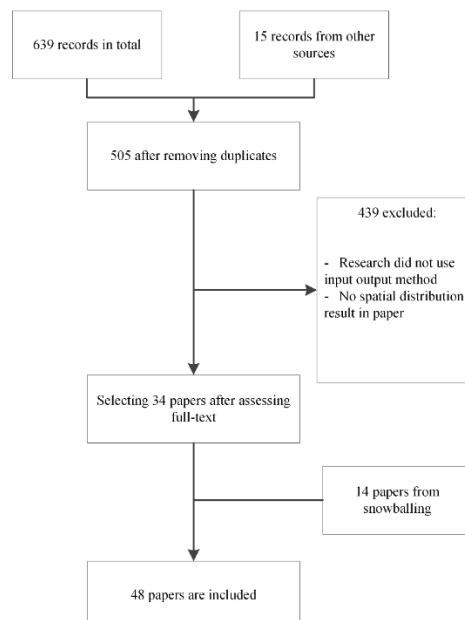 639 records in total
15 records from other
sources
505 after removing duplicates
439 excluded:
- Research did not use
input output method
- No spatial distribution
result in paper
Selecting 34 papers after assessing
full-text
14 papers from
snowballing
48 papers are included